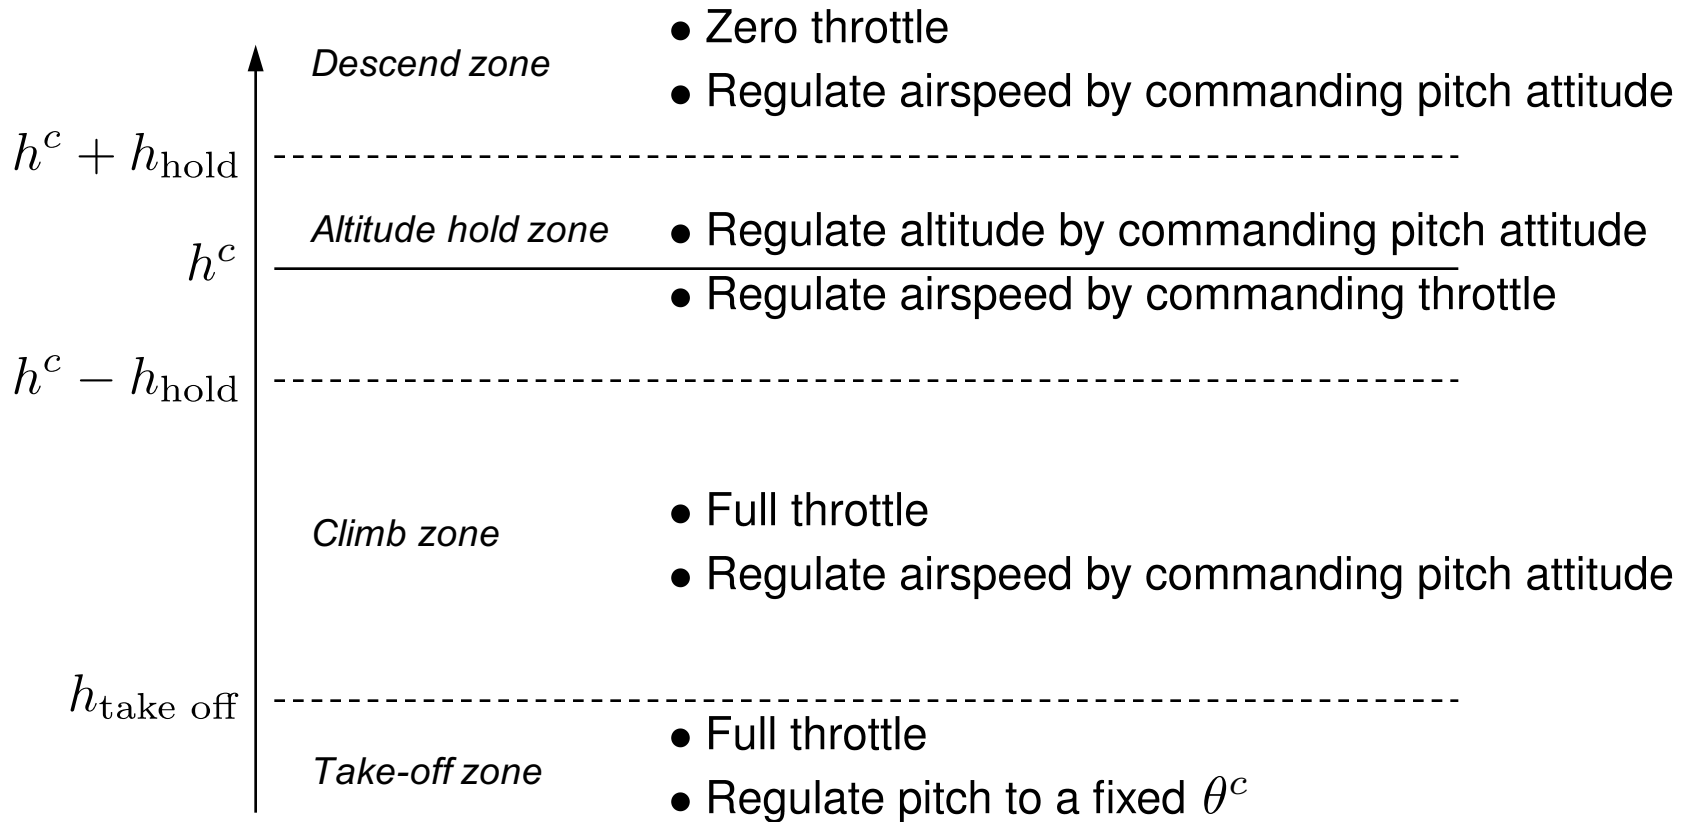 • Zero throttle
Descend zone
• Regulate airspeed by commanding pitch attitude
h^c + h_hold
Altitude hold zone
• Regulate altitude by commanding pitch attitude
h^c
• Regulate airspeed by commanding throttle
h^c − h_hold
• Full throttle
Climb zone
• Regulate airspeed by commanding pitch attitude
h_take off
• Full throttle
Take-off zone
• Regulate pitch to a fixed θ^c